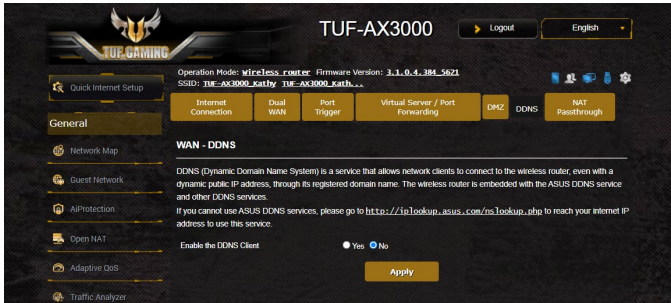 TUF GAMING
TUF-AX3000
Logout
English
Quick Internet Setup
General
Network Map
Guest Network
AiProtection
Open NAT
Adaptive QoS
Traffic Analyzer
Operation Mode: Wireless router Firmware Version: 3.1.0.4.384_5621
SSID: TUF-AX3000_Kathy TUF-AX3000_Kath...
Internet Connection
Dual WAN
Port Trigger
Virtual Server / Port Forwarding
DMZ
DDNS
NAT Passthrough
WAN - DDNS
DDNS (Dynamic Domain Name System) is a service that allows network clients to connect to the wireless router, even with a
dynamic public IP address, through its registered domain name. The wireless router is embedded with the ASUS DDNS service
and other DDNS services.
If you cannot use ASUS DDNS services, please go to http://iplookup.asus.com/nslookup.php to reach your internet IP
address to use this service.
Enable the DDNS Client
Yes No
Apply